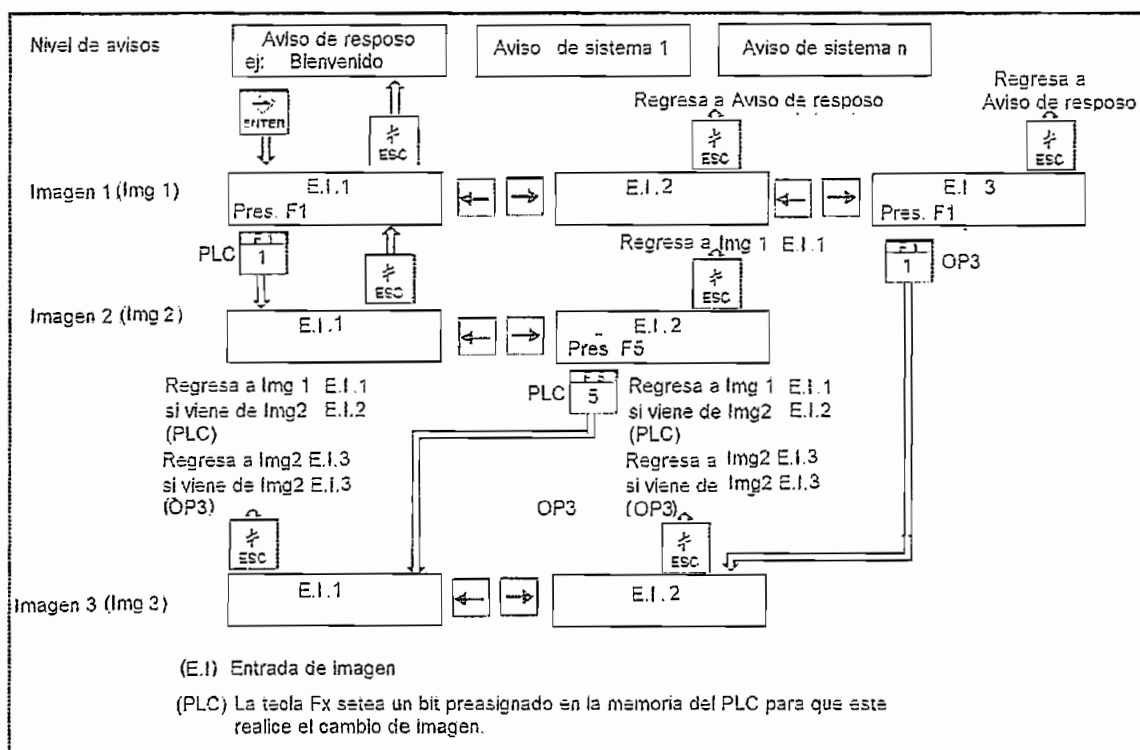 Nivel de avisos
Aviso de resposo
ej: Bienvenido
Aviso de sistema 1
Aviso de sistema n
Regresa a Aviso de resposo
Regresa a
Aviso de resposo
ENTER
ESC
ESC
ESC
Imagen 1 (Img 1)
E.I.1
Pres. F1
E.I.2
E.I 3
Pres. F1
PLC
F1
1
ESC
Regresa a Img 1 E.I.1
ESC
F1
1
OP3
Imagen 2 (Img 2)
E.I.1
E.I.2
Pres F5
Regresa a Img 1 E.I.1
si viene de Img2 E.I.2
(PLC)
Regresa a Img2 E.I.3
si viene de Img2 E.I.3
(OP3)
PLC
F5
5
Regresa a Img 1 E.I.1
si viene de Img2 E.I.2
(PLC)
Regresa a Img2 E.I.3
si viene de Img2 E.I.3
(OP3)
OP3
ESC
ESC
Imagen 3 (Img 3)
E.I.1
E.I.2
(E.I) Entrada de imagen
(PLC) La tecla Fx setea un bit preasignado en la memoria del PLC para que este
realice el cambio de imagen.